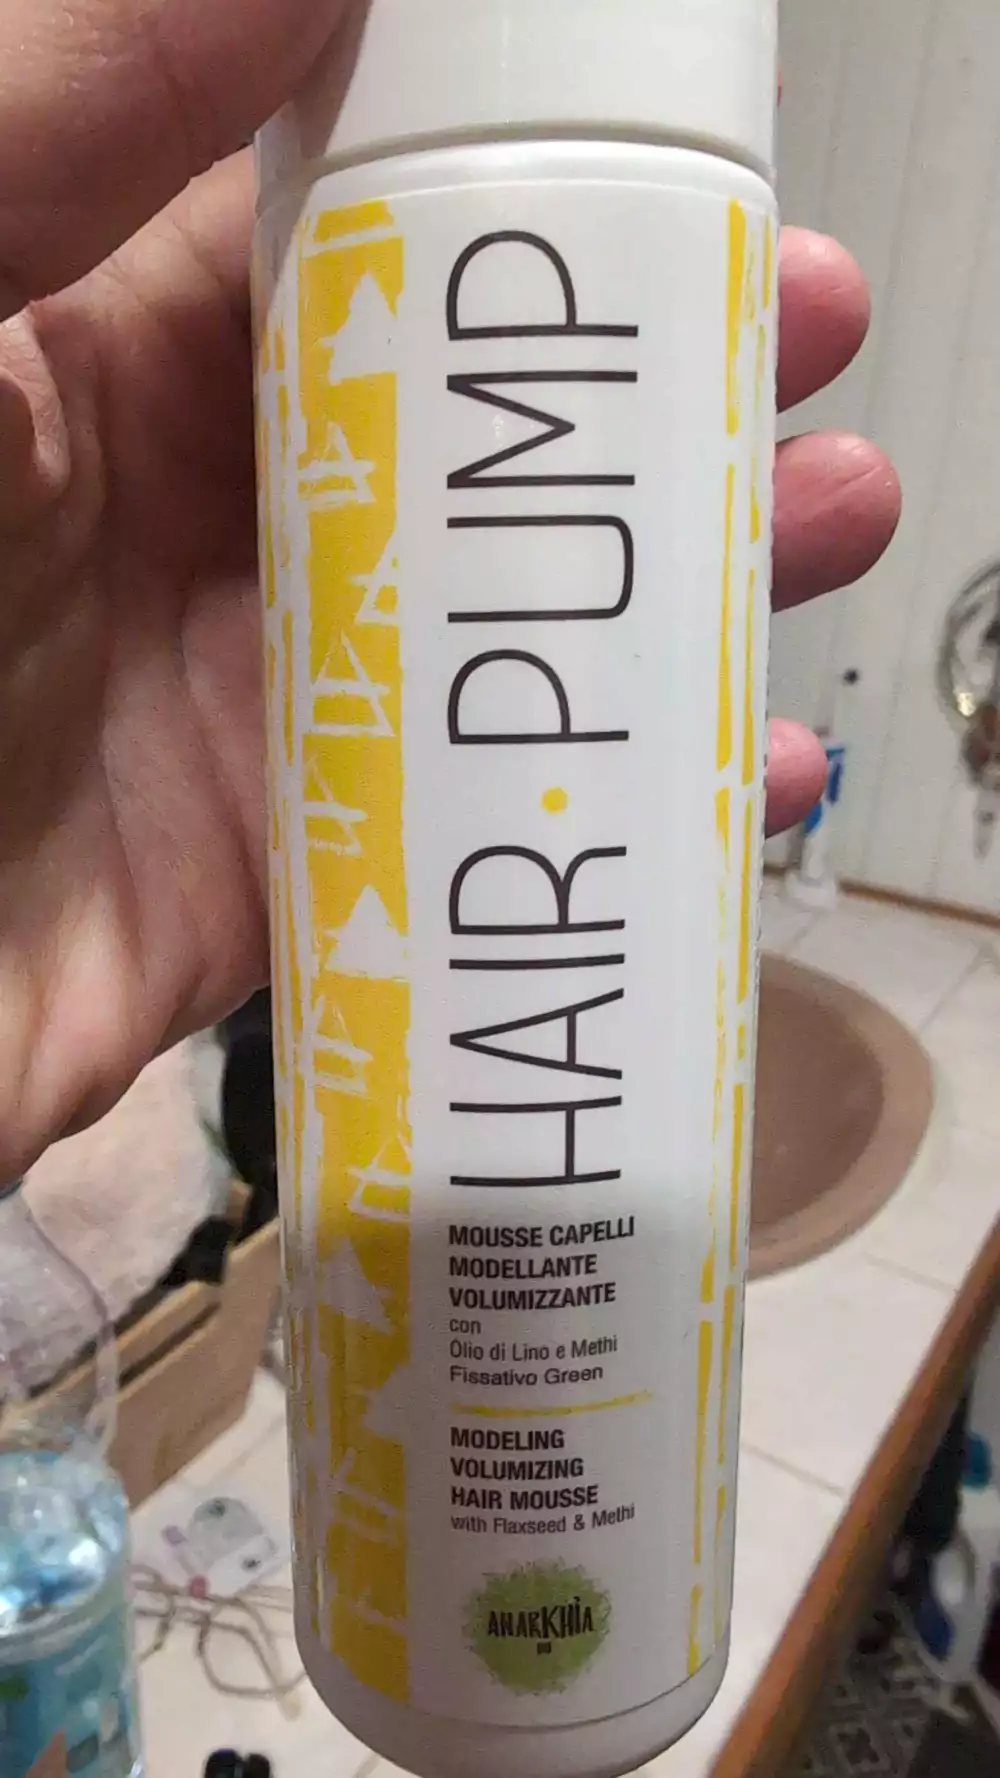 HAIR • PUMP
MOUSSE CAPELLI
MODELLANTE
VOLUMIZZANTE
con
Olio di Lino e Methi
Fissativo Green
MODELING
VOLUMIZING
HAIR MOUSSE
with Flaxseed & Methi
ANARKHÌA
BIO